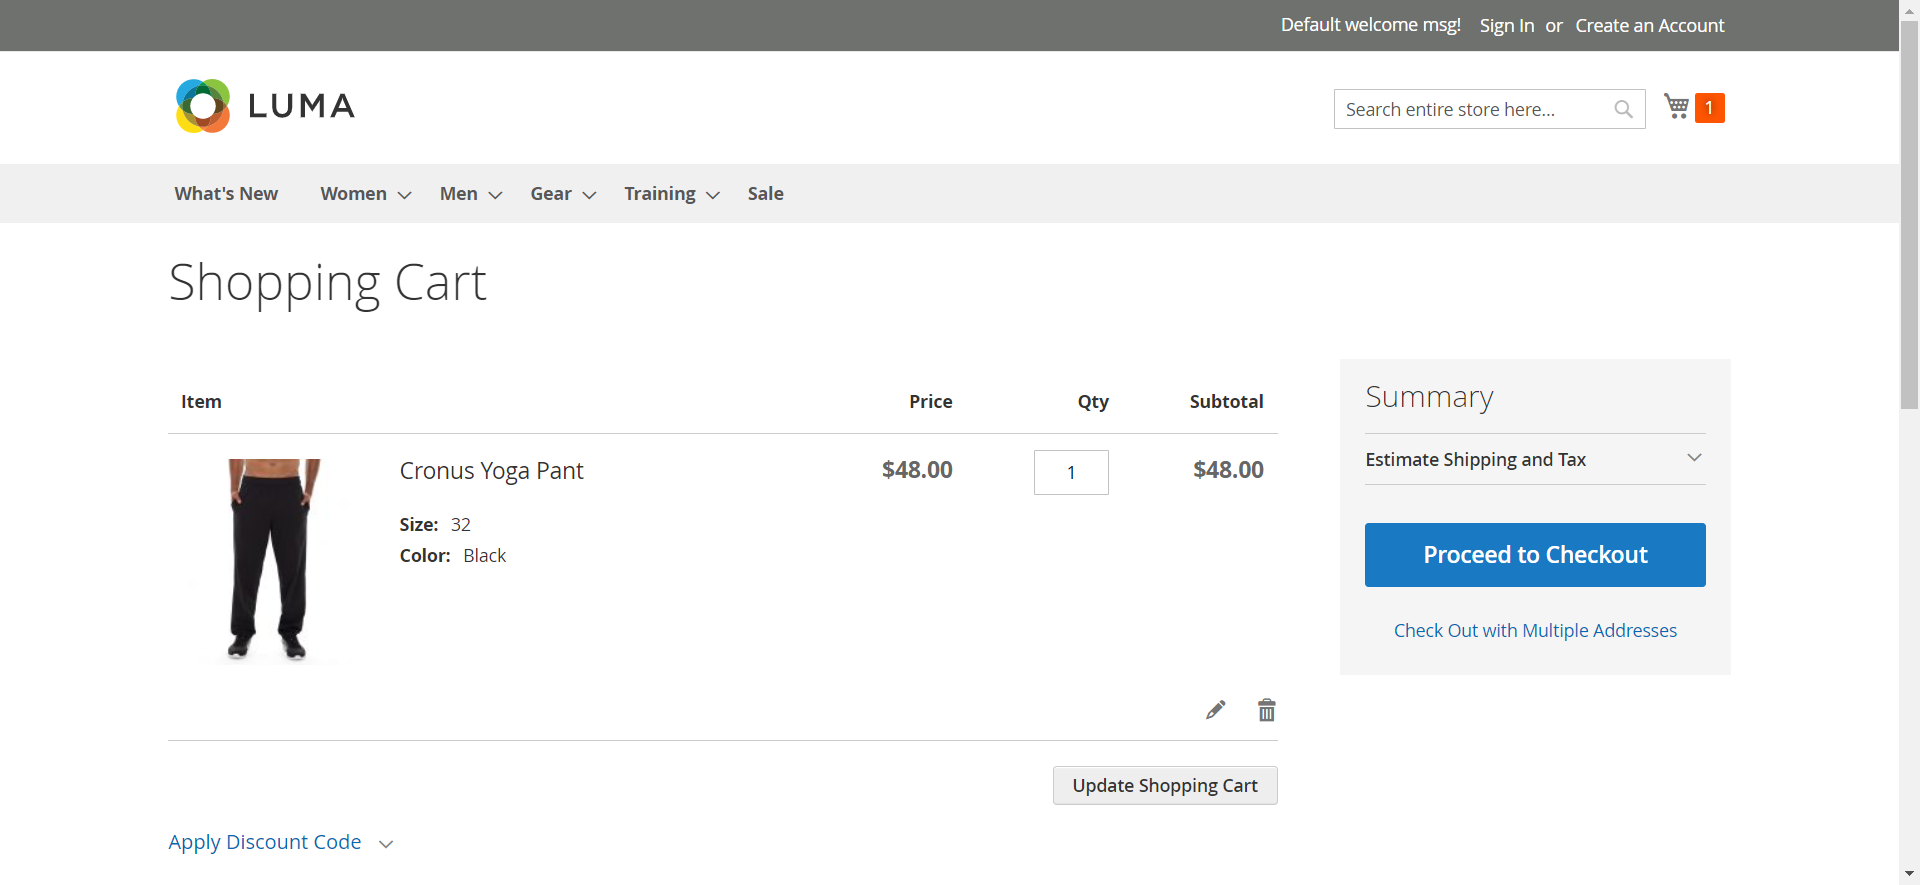 Default welcome msg! Sign In or Create an Account
LUMA
Search entire store here...
1
What's New Women Men Gear Training Sale
Shopping Cart
Item Price Qty Subtotal
Cronus Yoga Pant $48.00 1 $48.00
Size: 32
Color: Black
Update Shopping Cart
Apply Discount Code
Summary
Estimate Shipping and Tax
Proceed to Checkout
Check Out with Multiple Addresses